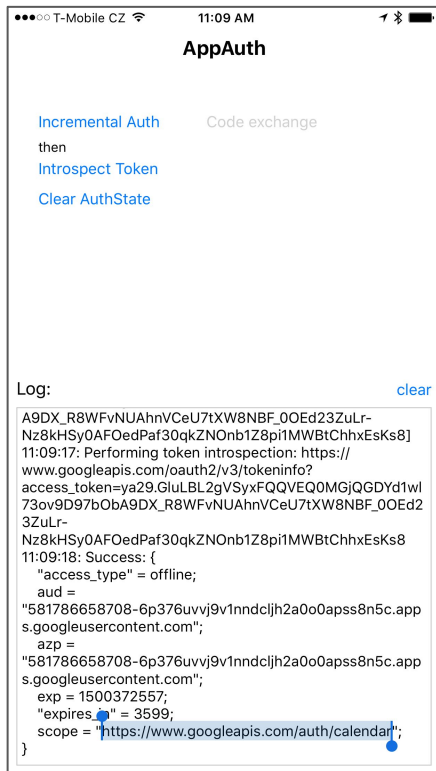 T-Mobile CZ 11:09 AM
AppAuth
Incremental Auth Code exchange
then
Introspect Token
Clear AuthState
Log: clear
A9DX_R8WFvNUAhnVCeU7tXW8NBF_0OEd23ZuLr-
Nz8kHSy0AFOedPaf30qkZNOnb1Z8pi1MWBtChhxEsKs8]
11:09:17: Performing token introspection: https://
www.googleapis.com/oauth2/v3/tokeninfo?
access_token=ya29.GluLBL2gVSyxFQQVEQ0MGjQGDYd1wl
73ov9D97bObA9DX_R8WFvNUAhnVCeU7tXW8NBF_0OEd2
3ZuLr-
Nz8kHSy0AFOedPaf30qkZNOnb1Z8pi1MWBtChhxEsKs8
11:09:18: Success: {
"access_type" = offline;
aud =
"581786658708-6p376uvvj9v1nndcljh2a0o0apss8n5c.app
s.googleusercontent.com";
azp =
"581786658708-6p376uvvj9v1nndcljh2a0o0apss8n5c.app
s.googleusercontent.com";
exp = 1500372557;
"expires_in" = 3599;
scope = "https://www.googleapis.com/auth/calendar";
}